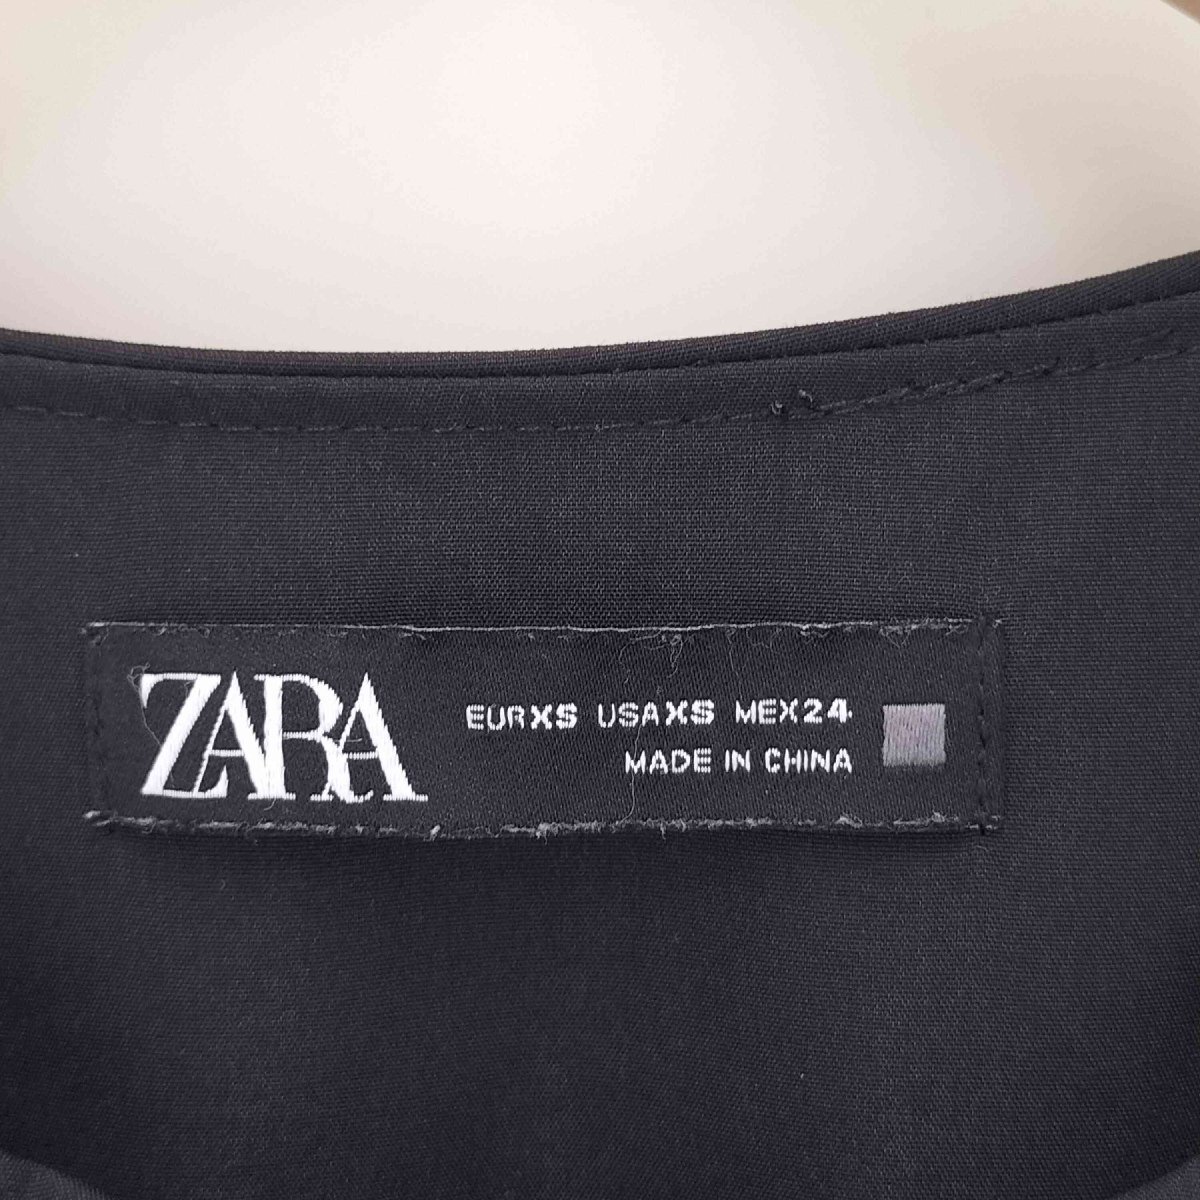 ZARA
EUR XS USA XS MEX 24
MADE IN CHINA